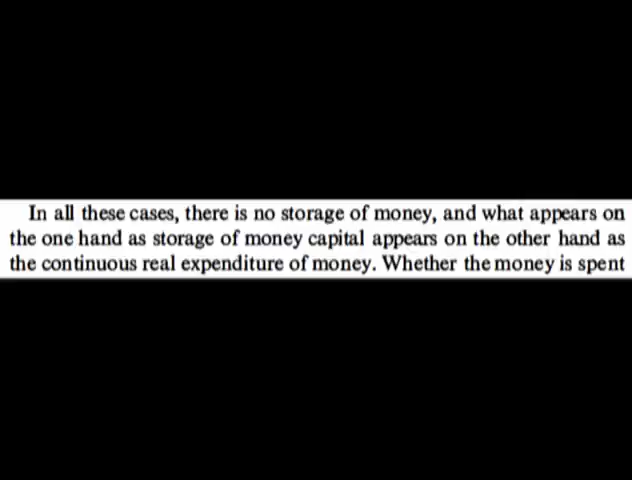 In all these cases, there is no storage of money, and what appears on
the one hand as storage of money capital appears on the other hand as
the continuous real expenditure of money. Whether the money is spent